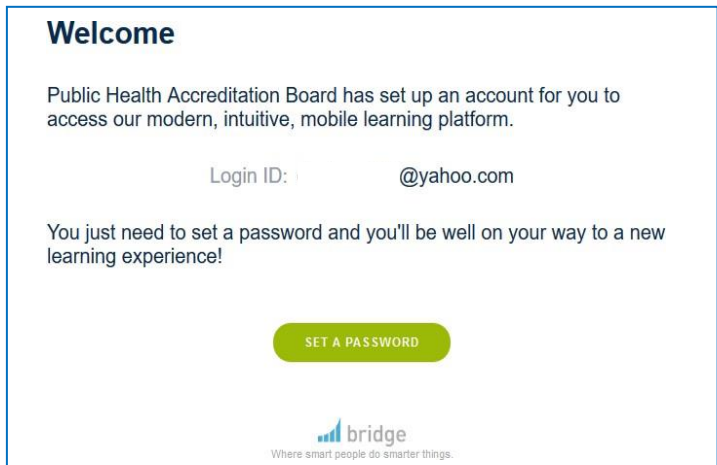 Welcome
Public Health Accreditation Board has set up an account for you to
access our modern, intuitive, mobile learning platform.
Login ID: @yahoo.com
You just need to set a password and you'll be well on your way to a new
learning experience!
SET A PASSWORD
bridge
Where smart people do smarter things.